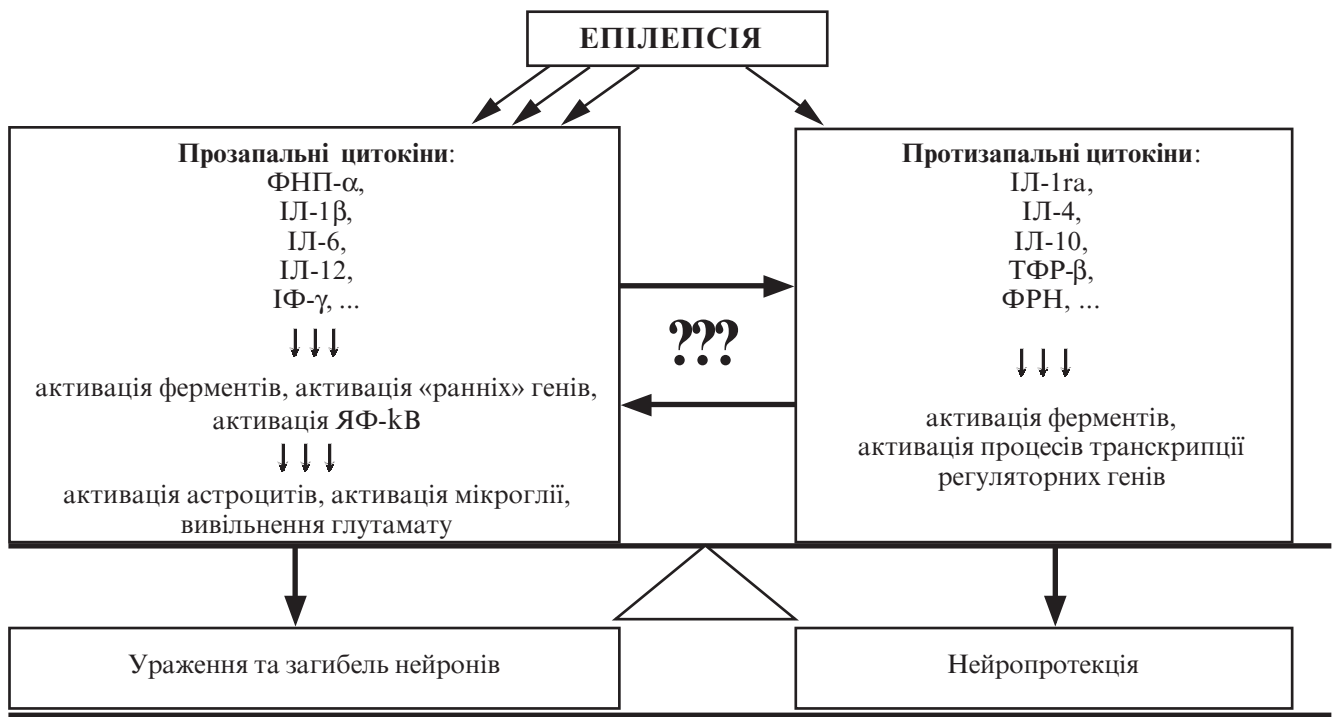 ЕПІЛЕПСІЯ
Прозапальні цитокіни:
ФНП-α,
ІЛ-1β,
ІЛ-6,
ІЛ-12,
ІФ-γ, ...
активація ферментів, активація «ранніх» генів,
активація ЯФ-kB
активація астроцитів, активація мікроглії,
вивільнення глутамату
???
Протизапальні цитокіни:
ІЛ-1ra,
ІЛ-4,
ІЛ-10,
ТФР-β,
ФРН, ...
активація ферментів,
активація процесів транскрипції
регуляторних генів
Ураження та загибель нейронів
Нейропротекція